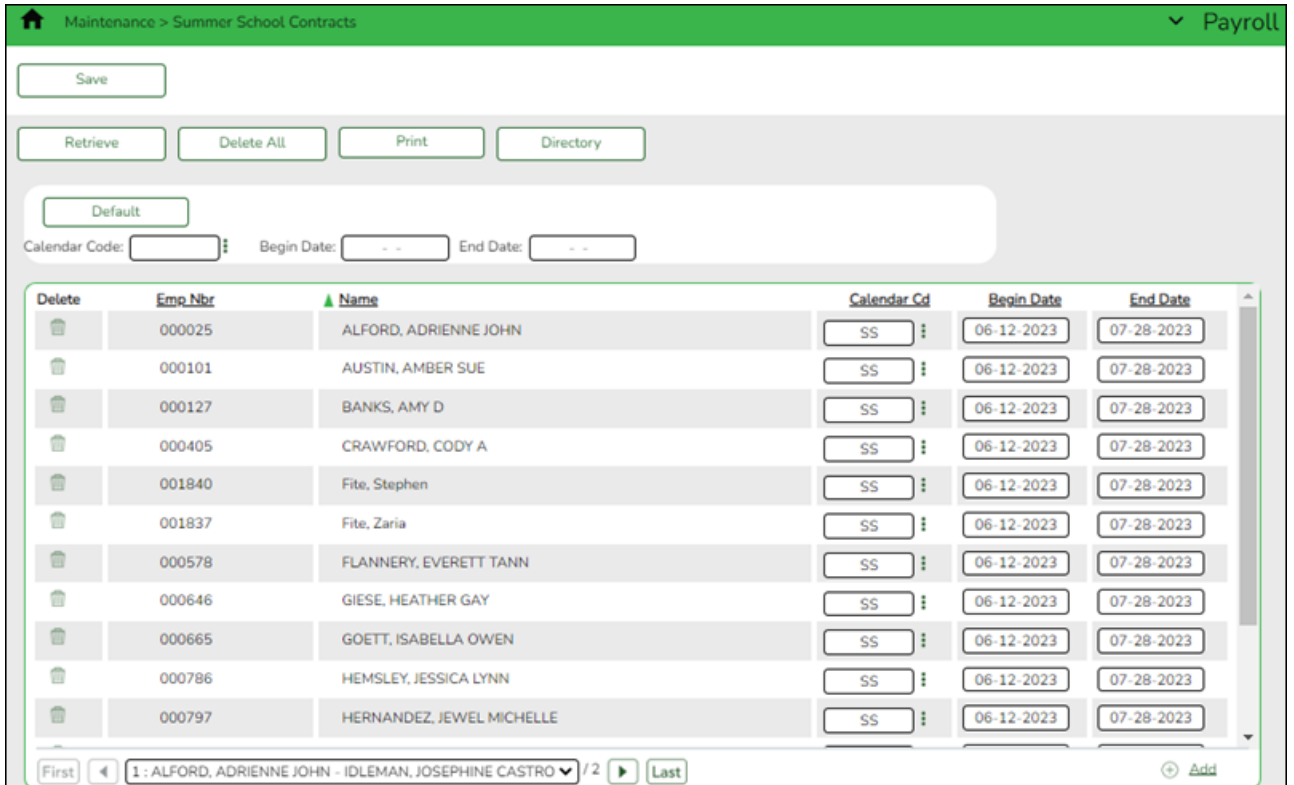 Maintenance > Summer School Contracts Payroll
Save
Retrieve Delete All Print Directory
Default
Calendar Code: Begin Date: - - End Date: - -
Delete Emp Nbr Name Calendar Cd Begin Date End Date
000025 ALFORD, ADRIENNE JOHN SS 06-12-2023 07-28-2023
000101 AUSTIN, AMBER SUE SS 06-12-2023 07-28-2023
000127 BANKS, AMY D SS 06-12-2023 07-28-2023
000405 CRAWFORD, CODY A SS 06-12-2023 07-28-2023
001840 Fite, Stephen SS 06-12-2023 07-28-2023
001837 Fite, Zaria SS 06-12-2023 07-28-2023
000578 FLANNERY, EVERETT TANN SS 06-12-2023 07-28-2023
000646 GIESE, HEATHER GAY SS 06-12-2023 07-28-2023
000665 GOETT, ISABELLA OWEN SS 06-12-2023 07-28-2023
000786 HEMSLEY, JESSICA LYNN SS 06-12-2023 07-28-2023
000797 HERNANDEZ, JEWEL MICHELLE SS 06-12-2023 07-28-2023
First 1 : ALFORD, ADRIENNE JOHN - IDLEMAN, JOSEPHINE CASTRO / 2 Last Add